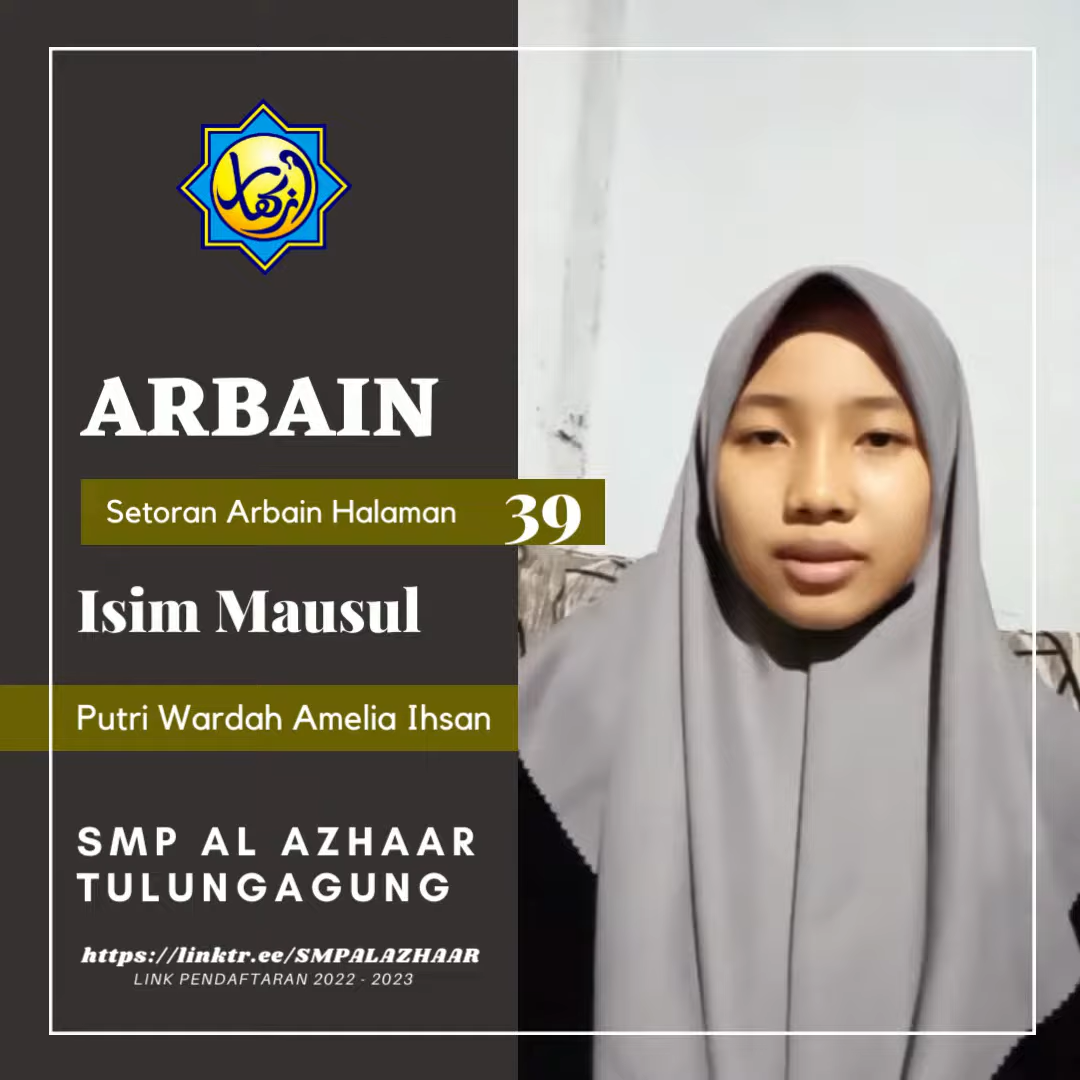 ARBAIN
Setoran Arbain Halaman 39
Isim Mausul
Putri Wardah Amelia Ihsan
SMP AL AZHAAR
TULUNGAGUNG
https://linktr.ee/SMPALAZHAAR
LINK PENDAFTARAN 2022 - 2023